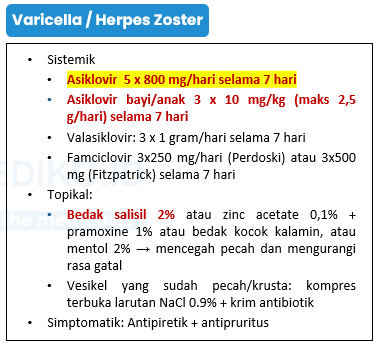 Varicella / Herpes Zoster
• Sistemik
• Asiklovir 5 x 800 mg/hari selama 7 hari
• Asiklovir bayi/anak 3 x 10 mg/kg (maks 2,5
g/hari) selama 7 hari
• Valasiklovir: 3 x 1 gram/hari selama 7 hari
• Famciclovir 3x250 mg/hari (Perdoski) atau 3x500
mg (Fitzpatrick) selama 7 hari
• Topikal:
• Bedak salisil 2% atau zinc acetate 0,1% +
pramoxine 1% atau bedak kocok kalamin, atau
mentol 2% → mencegah pecah dan mengurangi
rasa gatal
• Vesikel yang sudah pecah/krusta: kompres
terbuka larutan NaCl 0.9% + krim antibiotik
• Simptomatik: Antipiretik + antipruritus